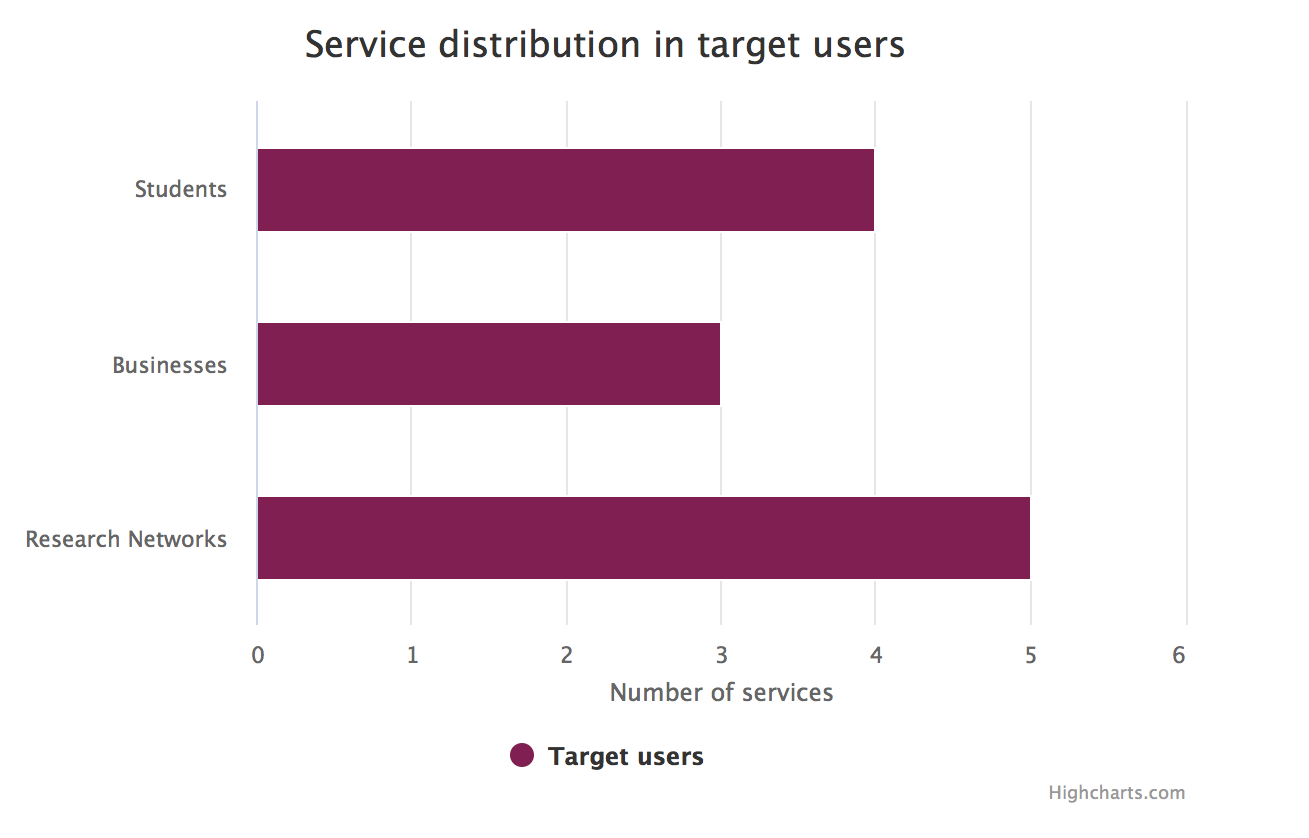 Service distribution in target users
Students
Businesses
Research Networks
0 1 2 3 4 5 6
Number of services
Target users
Highcharts.com